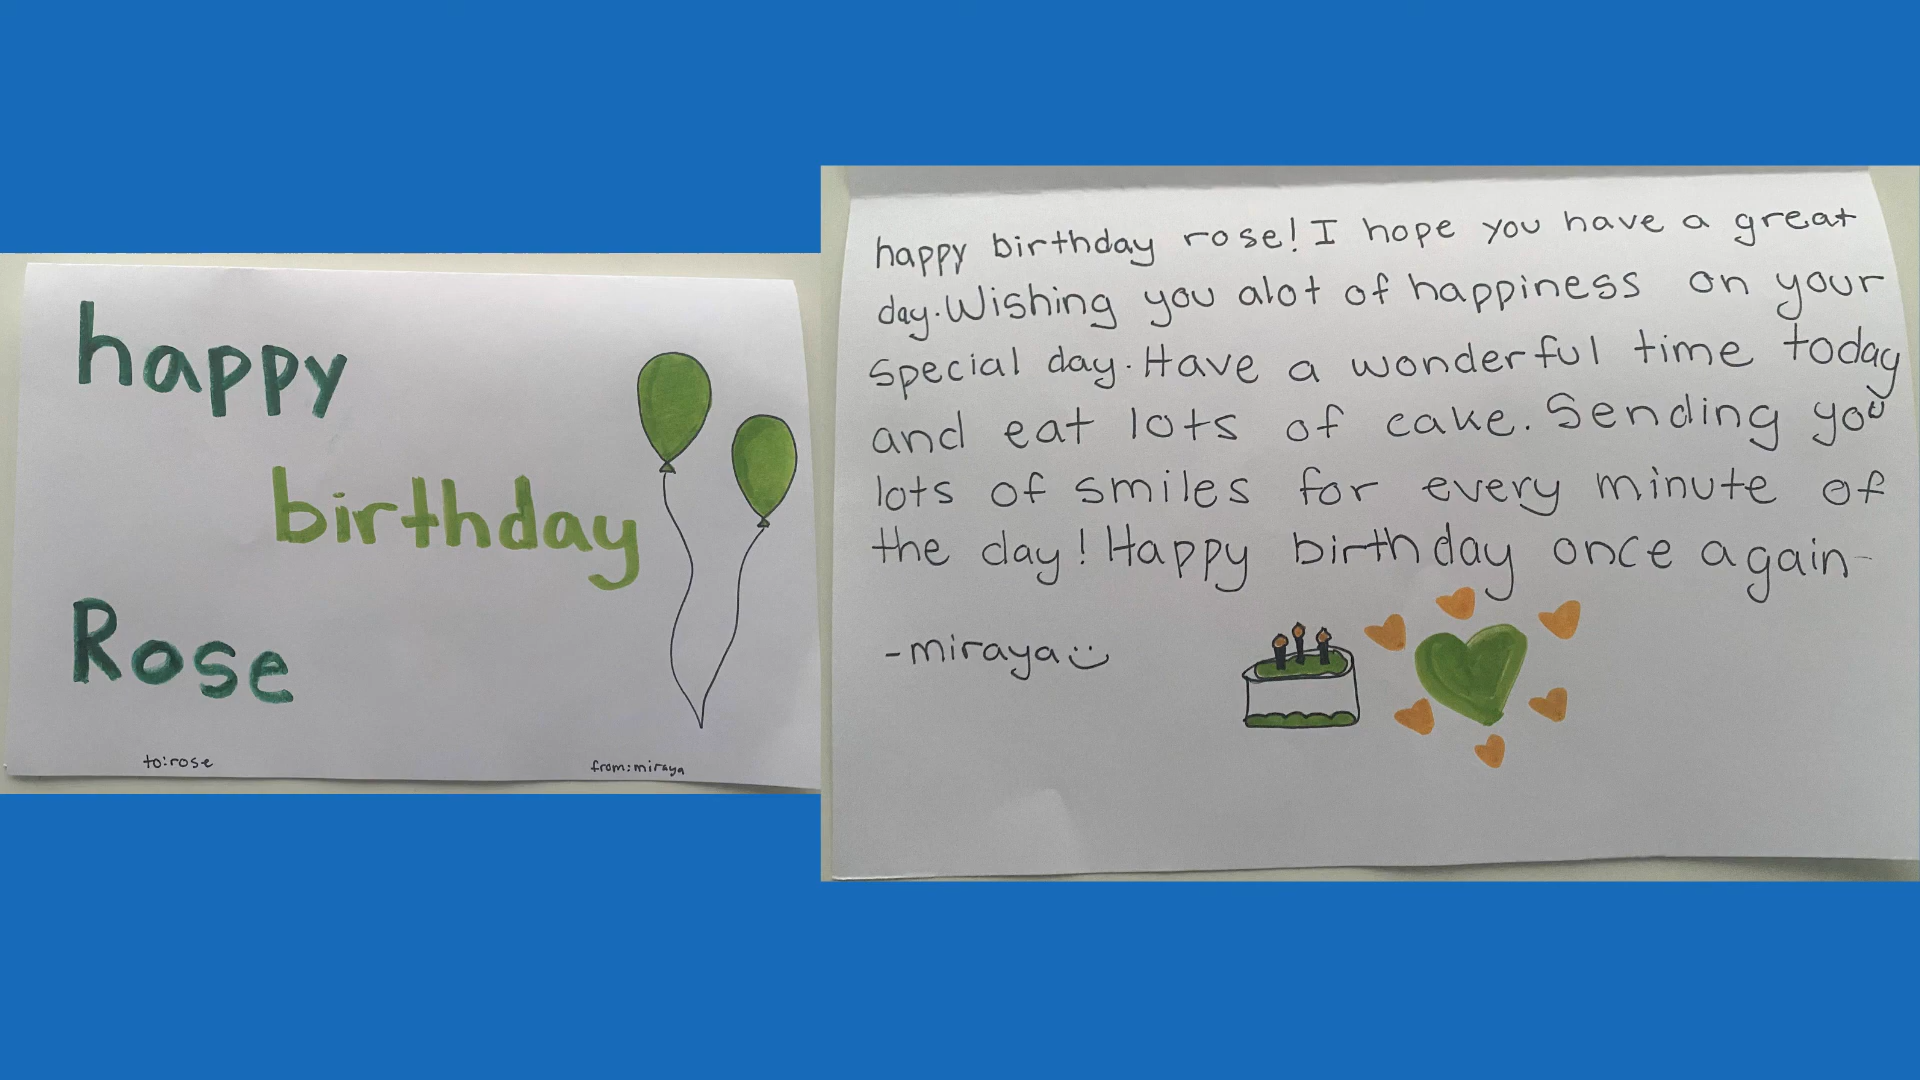 happy
birthday
Rose
to:rose
from:miraya
happy birthday rose! I hope you have a great
day. Wishing you alot of happiness on your
special day. Have a wonderful time today
and eat lots of cake. Sending you
lots of smiles for every minute of
the day! Happy birthday once again-
-miraya